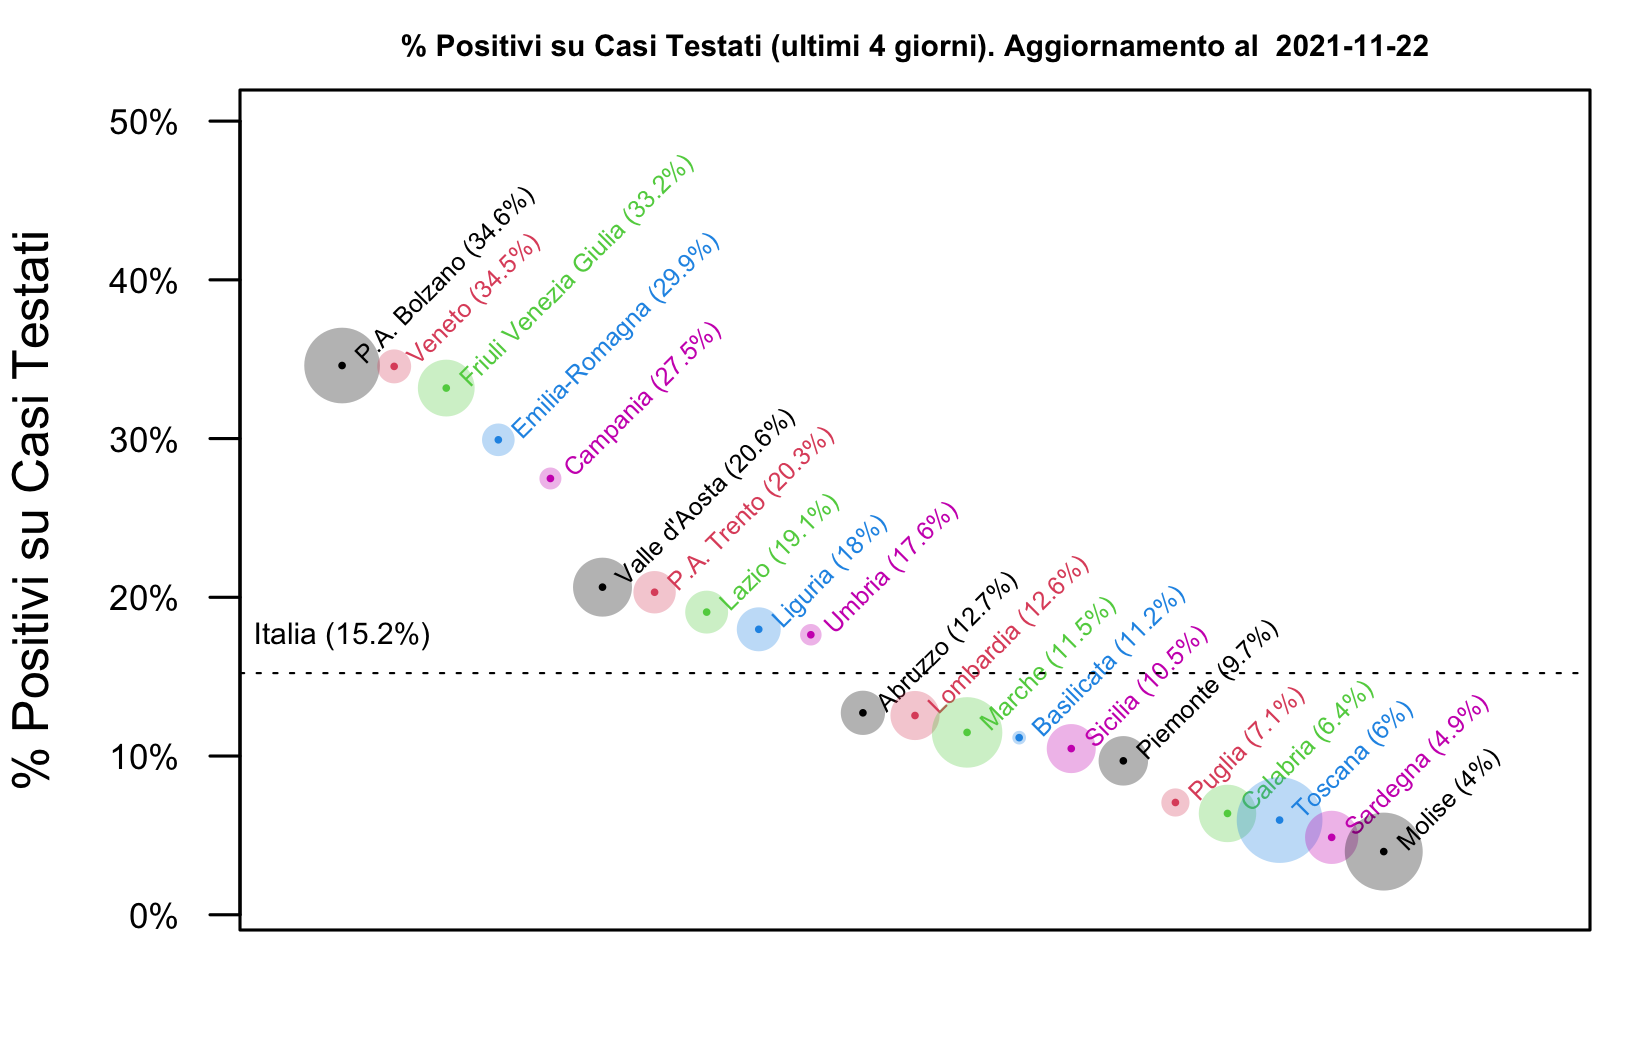 % Positivi su Casi Testati (ultimi 4 giorni). Aggiornamento al  2021-11-22
% Positivi su Casi Testati
50%
40%
30%
20%
10%
0%
Italia (15.2%)
P.A. Bolzano (34.6%)
Veneto (34.5%)
Friuli Venezia Giulia (33.2%)
Emilia-Romagna (29.9%)
Campania (27.5%)
Valle d'Aosta (20.6%)
P.A. Trento (20.3%)
Lazio (19.1%)
Liguria (18%)
Umbria (17.6%)
Abruzzo (12.7%)
Lombardia (12.6%)
Marche (11.5%)
Basilicata (11.2%)
Sicilia (10.5%)
Piemonte (9.7%)
Puglia (7.1%)
Calabria (6.4%)
Toscana (6%)
Sardegna (4.9%)
Molise (4%)